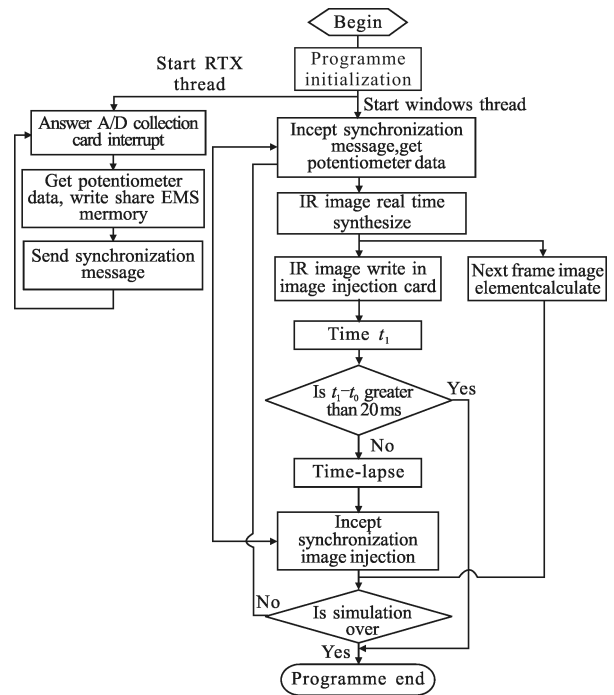 Begin
Programme
initialization
Start RTX
thread
Start windows thread
Answer A/D collection
card interrupt
Get potentiometer
data, write share EMS
mermory
Send synchronization
message
Incept synchronization
message,get
potentiometer data
IR image real time
synthesize
IR image write in
image injection card
Next frame image
elementcalculate
Time t₁
Is t₁−t₀ greater
than 20ms
Yes
No
Time-lapse
Incept
synchronization
image injection
No
Is simulation
over
Yes
Programme end